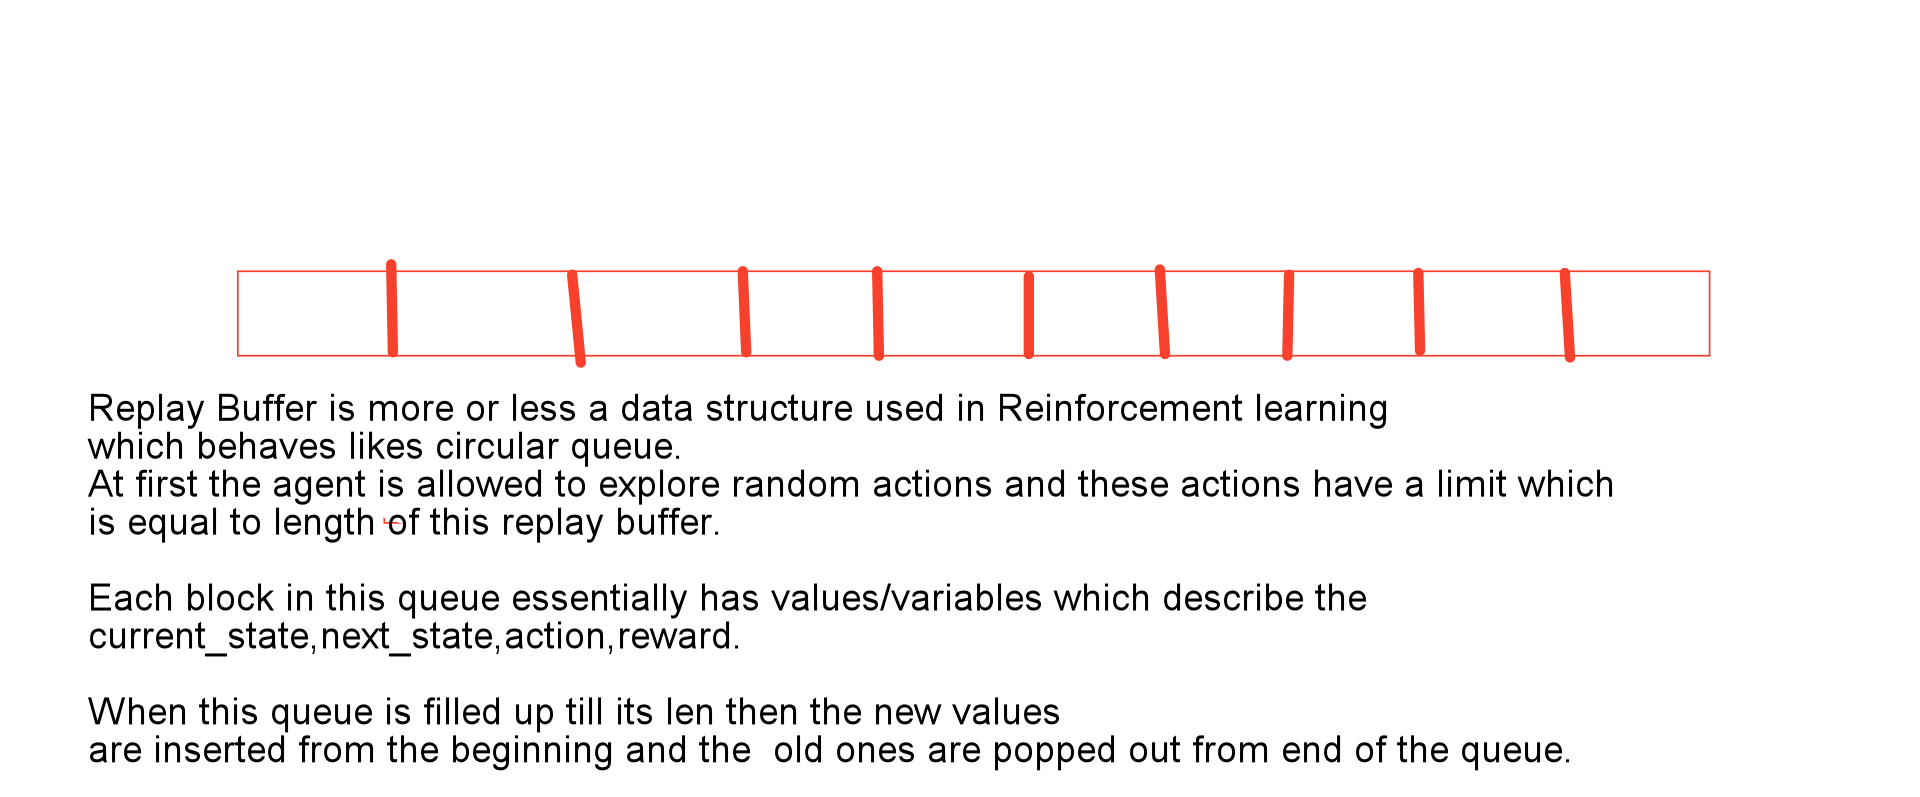 Replay Buffer is more or less a data structure used in Reinforcement learning
which behaves likes circular queue.
At first the agent is allowed to explore random actions and these actions have a limit which
is equal to length of this replay buffer.
Each block in this queue essentially has values/variables which describe the
current_state,next_state,action,reward.
When this queue is filled up till its len then the new values
are inserted from the beginning and the  old ones are popped out from end of the queue.